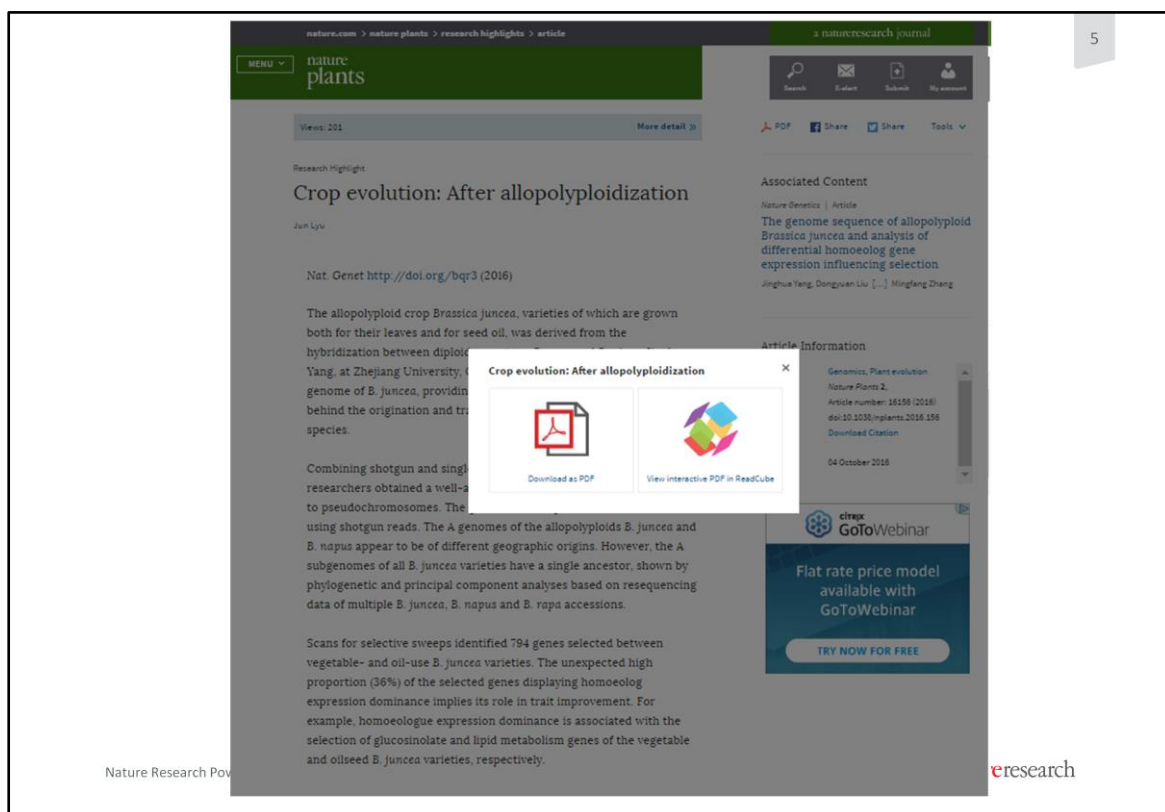 nature.com > nature plants > research highlights > article
a natureresearch journal
5
MENU
nature
plants
Search
E-alert
Submit
My account
Views: 201
More detail »
PDF
Share
Share
Tools
Research Highlight
Crop evolution: After allopolyploidization
Jun Lyu
Nat. Genet http://doi.org/bqr3 (2016)
The allopolyploid crop Brassica juncea, varieties of which are grown
both for their leaves and for seed oil, was derived from the
hybridization between diploid
Yang, at Zhejiang University,
genome of B. juncea, providin
behind the origination and tra
species.
Combining shotgun and singl
researchers obtained a well-a
to pseudochromosomes. The
using shotgun reads. The A genomes of the allopolyploids B. juncea and
B. napus appear to be of different geographic origins. However, the A
subgenomes of all B. juncea varieties have a single ancestor, shown by
phylogenetic and principal component analyses based on resequencing
data of multiple B. juncea, B. napus and B. rapa accessions.
Scans for selective sweeps identified 794 genes selected between
vegetable- and oil-use B. juncea varieties. The unexpected high
proportion (36%) of the selected genes displaying homoeolog
expression dominance implies its role in trait improvement. For
example, homoeologue expression dominance is associated with the
selection of glucosinolate and lipid metabolism genes of the vegetable
and oilseed B. juncea varieties, respectively.
Associated Content
Nature Genetics | Article
The genome sequence of allopolyploid
Brassica juncea and analysis of
differential homoeolog gene
expression influencing selection
Jinghua Yang, Dongyuan Liu [...] Mingfang Zhang
Article Information
Genomics, Plant evolution
Nature Plants 2,
Article number: 16156 (2016)
doi:10.1038/nplants.2016.156
Download Citation
04 October 2016
Crop evolution: After allopolyploidization
×
Download as PDF
View interactive PDF in ReadCube
citrix
GoToWebinar
Flat rate price model
available with
GoToWebinar
TRY NOW FOR FREE
Nature Research Pow
eresearch